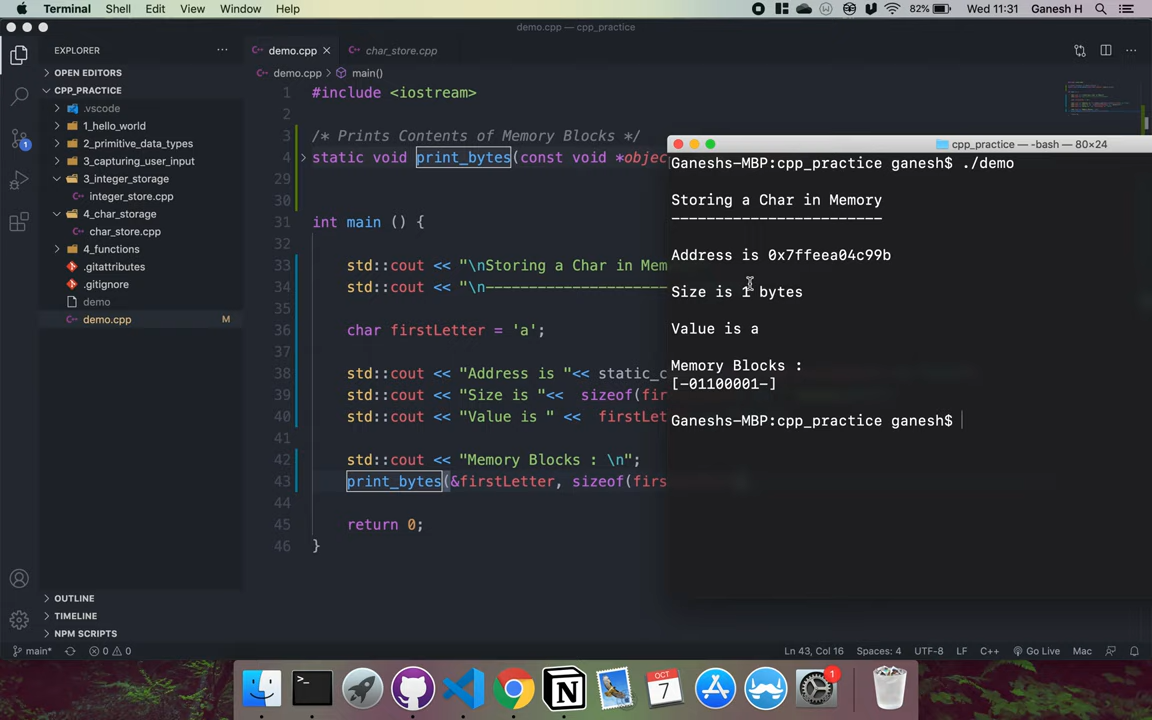 Terminal Shell Edit View Window Help 82% Wed 11:31 Ganesh H
demo.cpp — cpp_practice
EXPLORER
OPEN EDITORS
CPP_PRACTICE
.vscode
1_hello_world
2_primitive_data_types
3_capturing_user_input
3_integer_storage
integer_store.cpp
4_char_storage
char_store.cpp
4_functions
.gitattributes
.gitignore
demo
demo.cpp M
OUTLINE
TIMELINE
NPM SCRIPTS
demo.cpp char_store.cpp
demo.cpp > main()
1 #include <iostream>
2
3 /* Prints Contents of Memory Blocks */
4 static void print_bytes(const void *objec
29
30
31 int main () {
32
33 std::cout << "\nStoring a Char in Mem
34 std::cout << "\n----------------------
35
36 char firstLetter = 'a';
37
38 std::cout << "Address is "<< static_c
39 std::cout << "Size is "<< sizeof(fir
40 std::cout << "Value is " << firstLet
41
42 std::cout << "Memory Blocks : \n";
43 print_bytes(&firstLetter, sizeof(firs
44
45 return 0;
46 }
cpp_practice — -bash — 80×24
Ganeshs-MBP:cpp_practice ganesh$ ./demo
Storing a Char in Memory
------------------------
Address is 0x7ffeea04c99b
Size is 1 bytes
Value is a
Memory Blocks :
[-01100001-]
Ganeshs-MBP:cpp_practice ganesh$
main* 0 0 Ln 43, Col 16 Spaces: 4 UTF-8 LF C++ Go Live Mac
>_
OCT
7
1